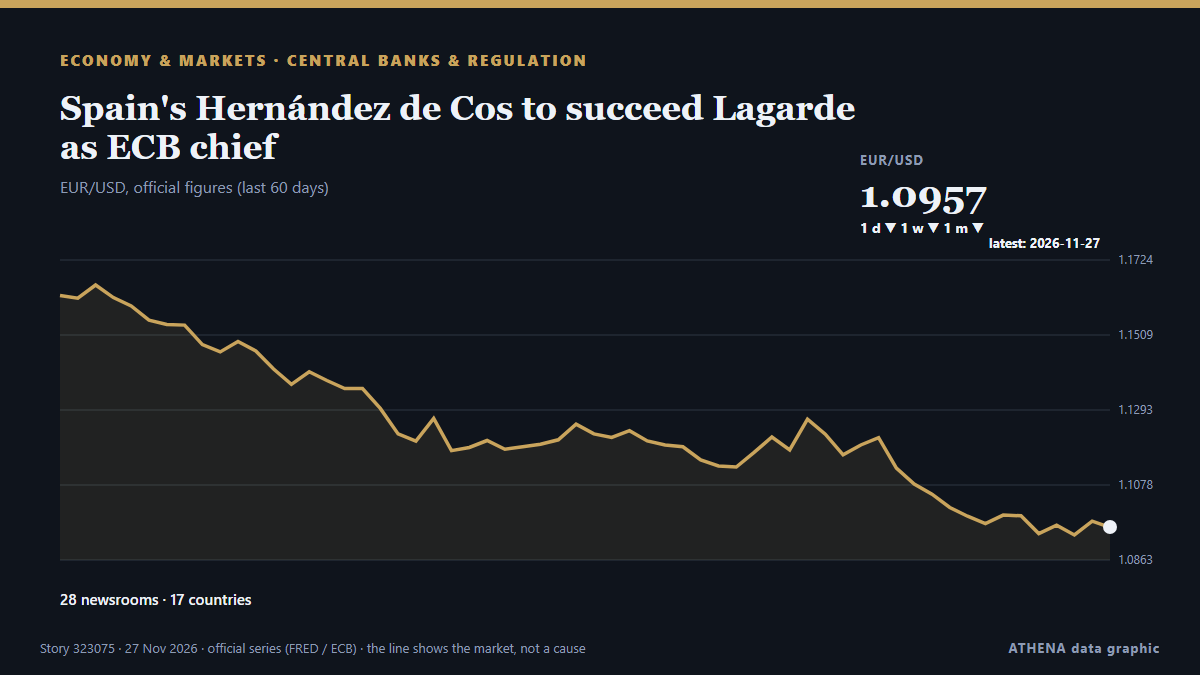 ECONOMY & MARKETS · CENTRAL BANKS & REGULATION
Spain's Hernández de Cos to succeed Lagarde
as ECB chief
EUR/USD, official figures (last 60 days)
EUR/USD
1.0957
1 d ▼ 1 w ▼ 1 m ▼
latest: 2026-11-27
1.1724
1.1509
1.1293
1.1078
1.0863
28 newsrooms · 17 countries
Story 323075 · 27 Nov 2026 · official series (FRED / ECB) · the line shows the market, not a cause
ATHENA data graphic